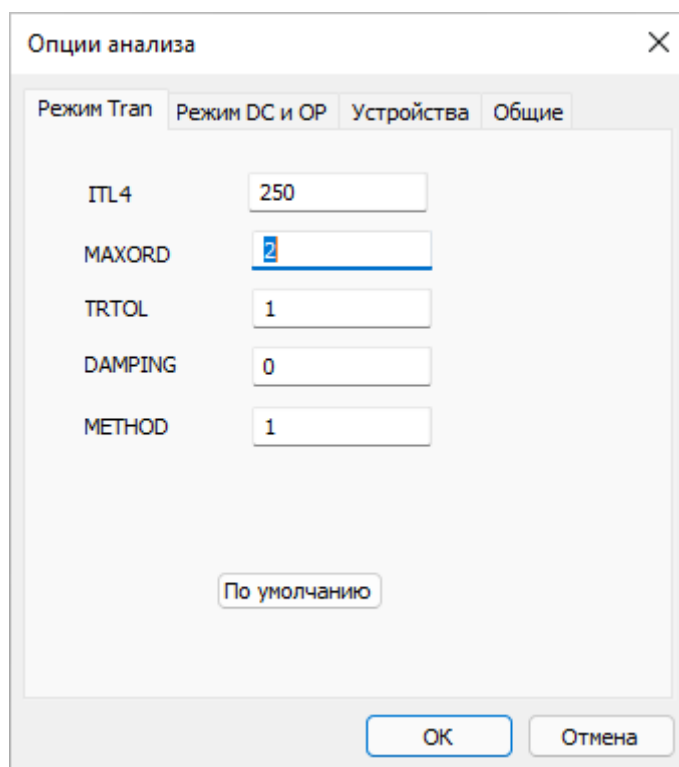 Опции анализа
Режим Tran Режим DC и OP Устройства Общие
ITL4 250
MAXORD 2
TRTOL 1
DAMPING 0
METHOD 1
По умолчанию
OK Отмена